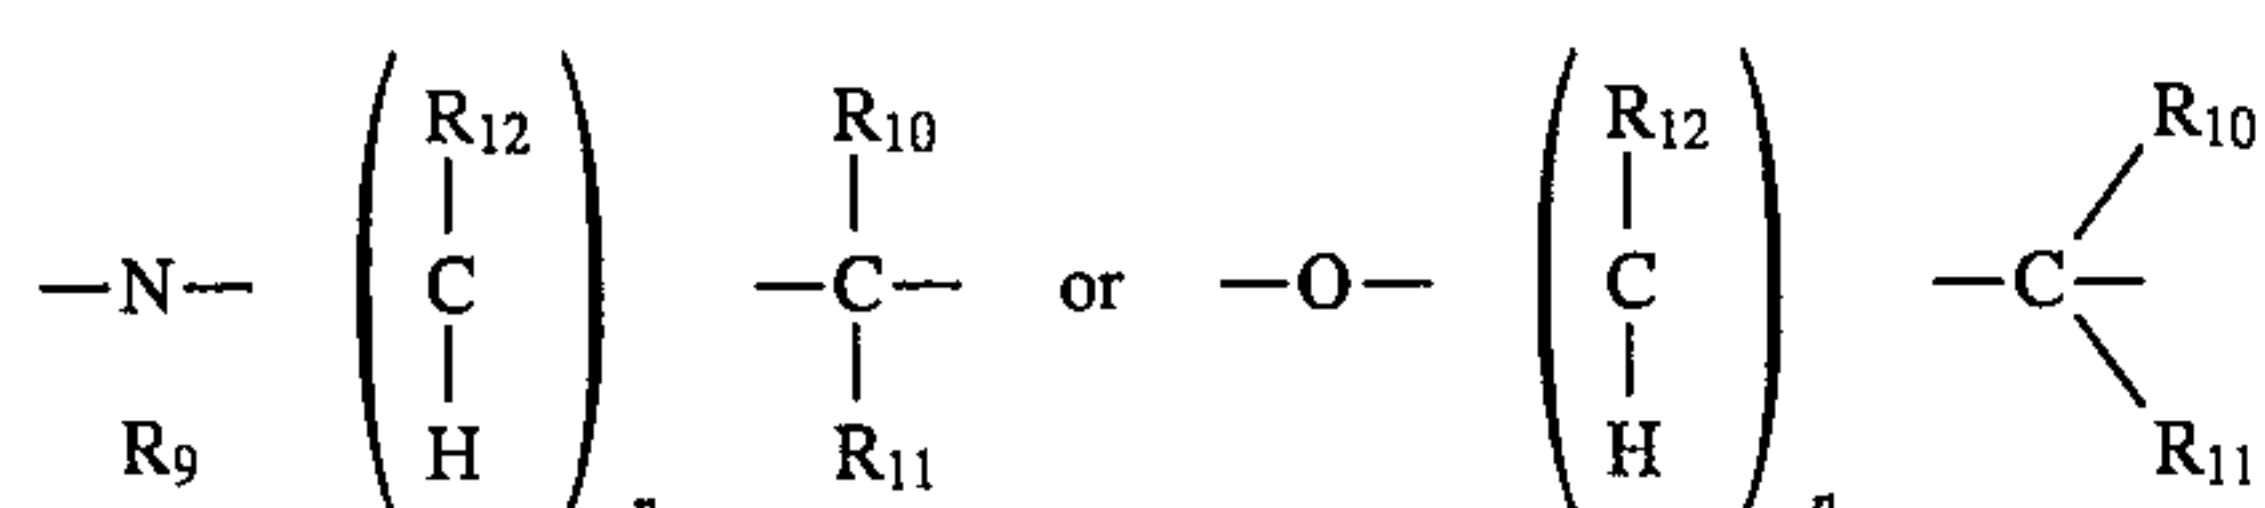 R12 R10 R12 R10
—N— ( C ) —C— or —O— ( C ) —C—
R9 H R11 H R11